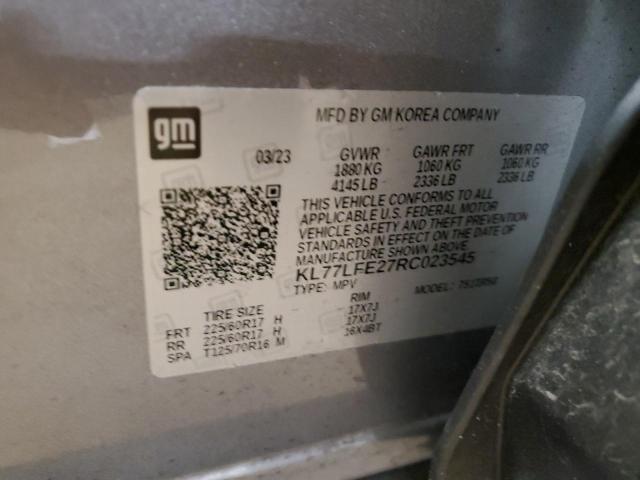 gm
MFD BY GM KOREA COMPANY
03/23 GVWR GAWR FRT GAWR RR
1880 KG 1060 KG 1060 KG
4145 LB 2336 LB 2336 LB
THIS VEHICLE CONFORMS TO ALL
APPLICABLE U.S. FEDERAL MOTOR
VEHICLE SAFETY AND THEFT PREVENTION
STANDARDS IN EFFECT ON THE DATE OF
MANUFACTURE SHOWN ABOVE
KL77LFE27RC023545
TYPE: MPV MODEL:
TIRE SIZE RIM
FRT 225/60R17 H 17X7J
RR 225/60R17 H 17X7J
SPA T125/70R16 M 16X4BT